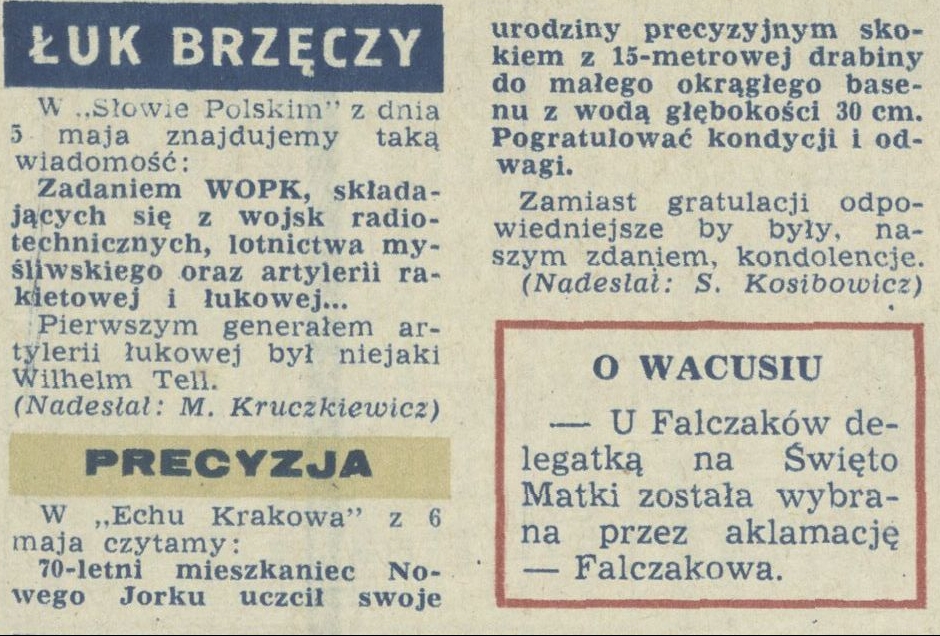 ŁUK BRZĘCZY
W „Słowie Polskim" z dnia
5 maja znajdujemy taką
wiadomość:
Zadaniem WOPK, składa-
jących się z wojsk radio-
technicznych, lotnictwa my-
śliwskiego oraz artylerii ra-
kietowej i łukowej...
Pierwszym generałem ar-
tylerii łukowej był niejaki
Wilhelm Tell.
(Nadesłał: M. Kruczkiewicz)
PRECYZJA
W „Echu Krakowa" z 6
maja czytamy:
70-letni mieszkaniec No-
wego Jorku uczcił swoje
urodziny precyzyjnym sko-
kiem z 15-metrowej drabiny
do małego okrągłego base-
nu z wodą głębokości 30 cm.
Pogratulować kondycji i od-
wagi.
Zamiast gratulacji odpo-
wiedniejsze by były, na-
szym zdaniem, kondolencje.
(Nadesłał: S. Kosibowicz)
O WACUSIU
— U Falczaków de-
legatką na Święto
Matki została wybra-
na przez aklamację
— Falczakowa.